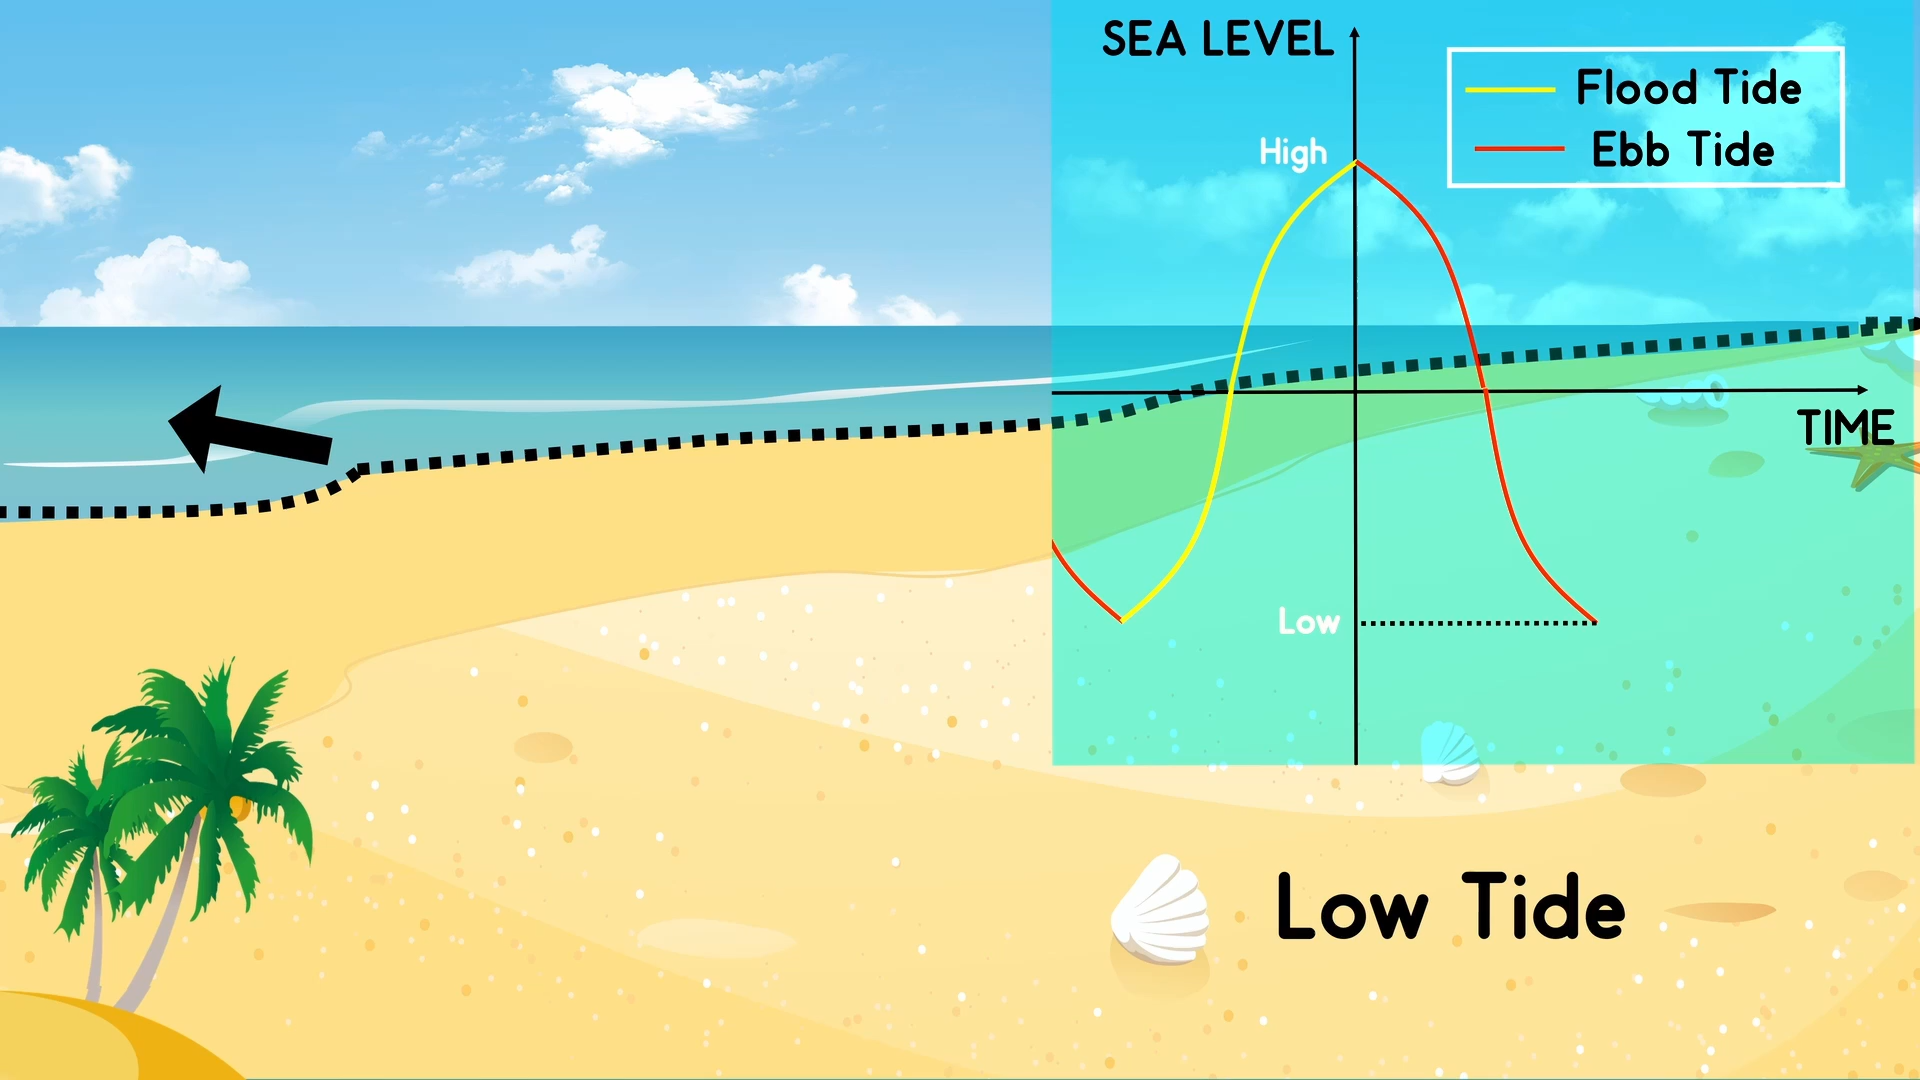 SEA LEVEL
Flood Tide
Ebb Tide
High
TIME
Low
Low Tide